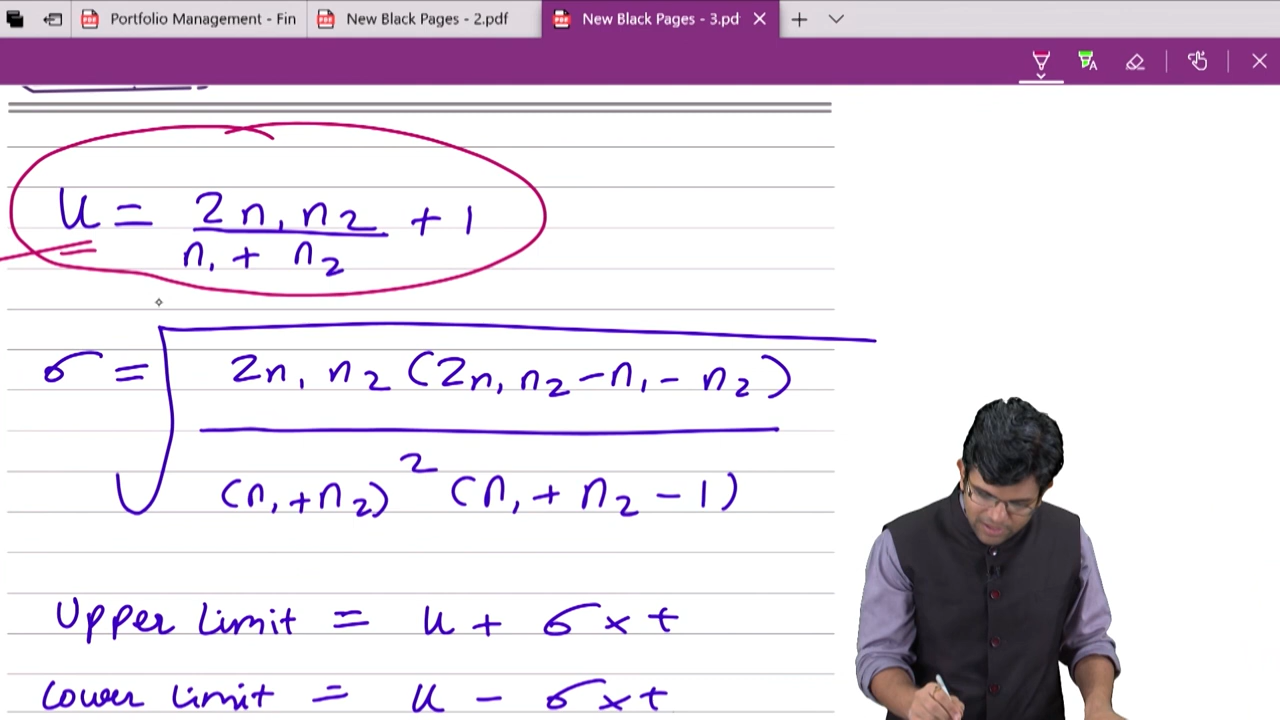 Portfolio Management - Fin
New Black Pages - 2.pdf
New Black Pages - 3.pd
u = 2n₁n₂ / n₁ + n₂ + 1
σ = √ 2n₁n₂(2n₁n₂-n₁-n₂) / (n₁+n₂)² (n₁+n₂-1)
Upper Limit = u + σ x t
Lower Limit = u - σ x t